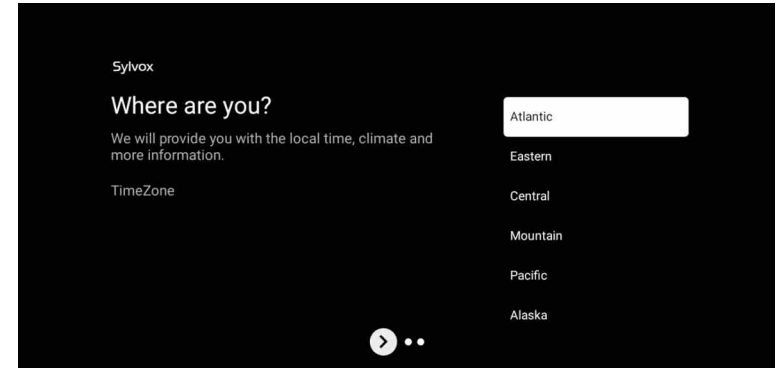 Sylvox
Where are you?
We will provide you with the local time, climate and
more information.
TimeZone
Atlantic
Eastern
Central
Mountain
Pacific
Alaska